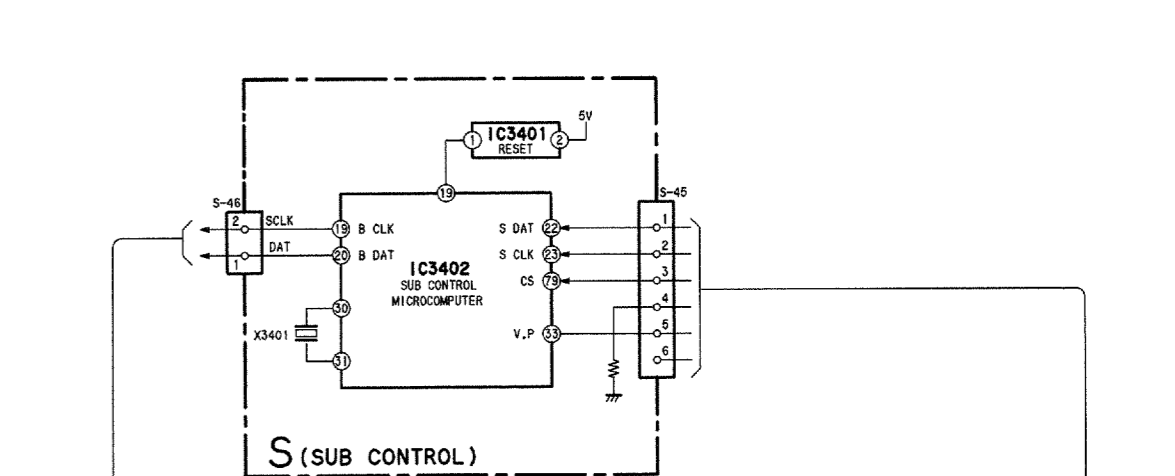 5V
1 IC3401 2
RESET
19
S-46
S-45
2 SCLK 19 B CLK S DAT 22 1
1 DAT 20 B DAT S CLK 23 2
IC3402
SUB CONTROL
MICROCOMPUTER
CS 79 3
30 4
X3401
V.P 33 5
31 6
S (SUB CONTROL)